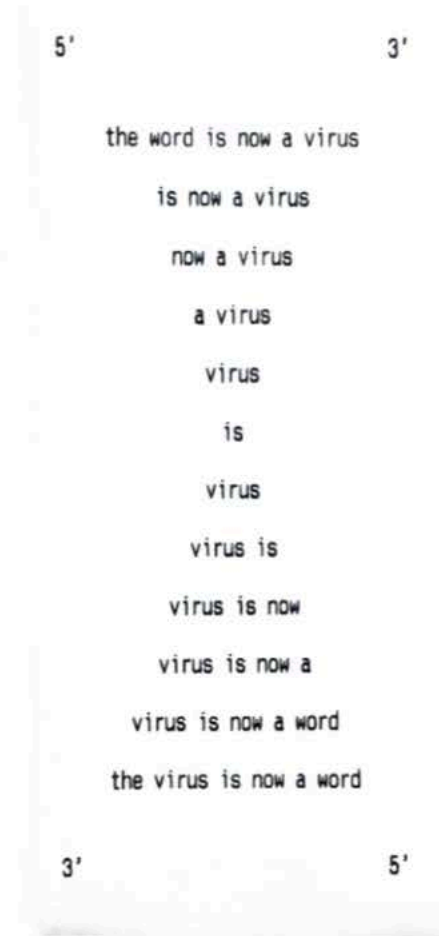 5' 3'
the word is now a virus
is now a virus
now a virus
a virus
virus
is
virus
virus is
virus is now
virus is now a
virus is now a word
the virus is now a word
3' 5'